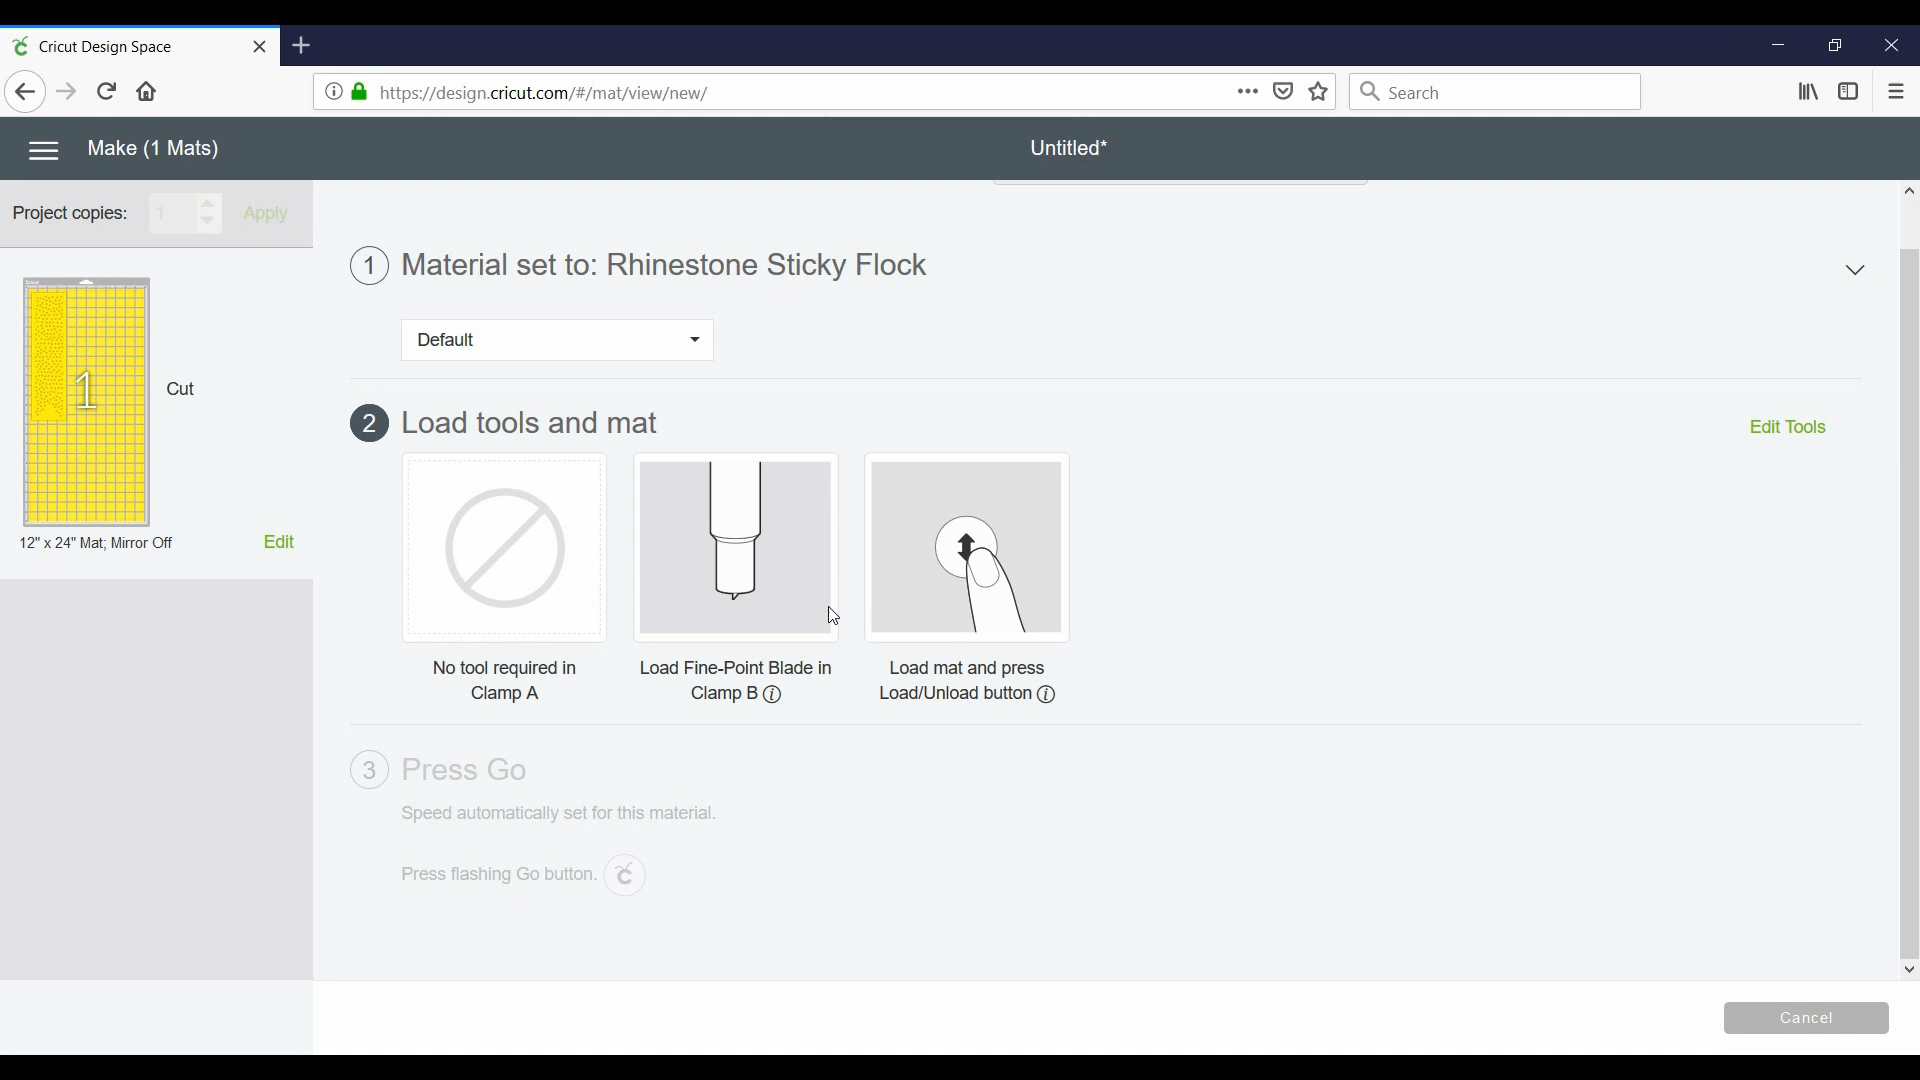 Cricut Design Space
https://design.cricut.com/#/mat/view/new/
Search
Make (1 Mats)
Untitled*
Project copies:
1
Apply
1
Cut
12" x 24" Mat; Mirror Off
Edit
1
Material set to: Rhinestone Sticky Flock
Default
2
Load tools and mat
Edit Tools
No tool required in
Clamp A
Load Fine-Point Blade in
Clamp B
Load mat and press
Load/Unload button
3
Press Go
Speed automatically set for this material.
Press flashing Go button.
Cancel